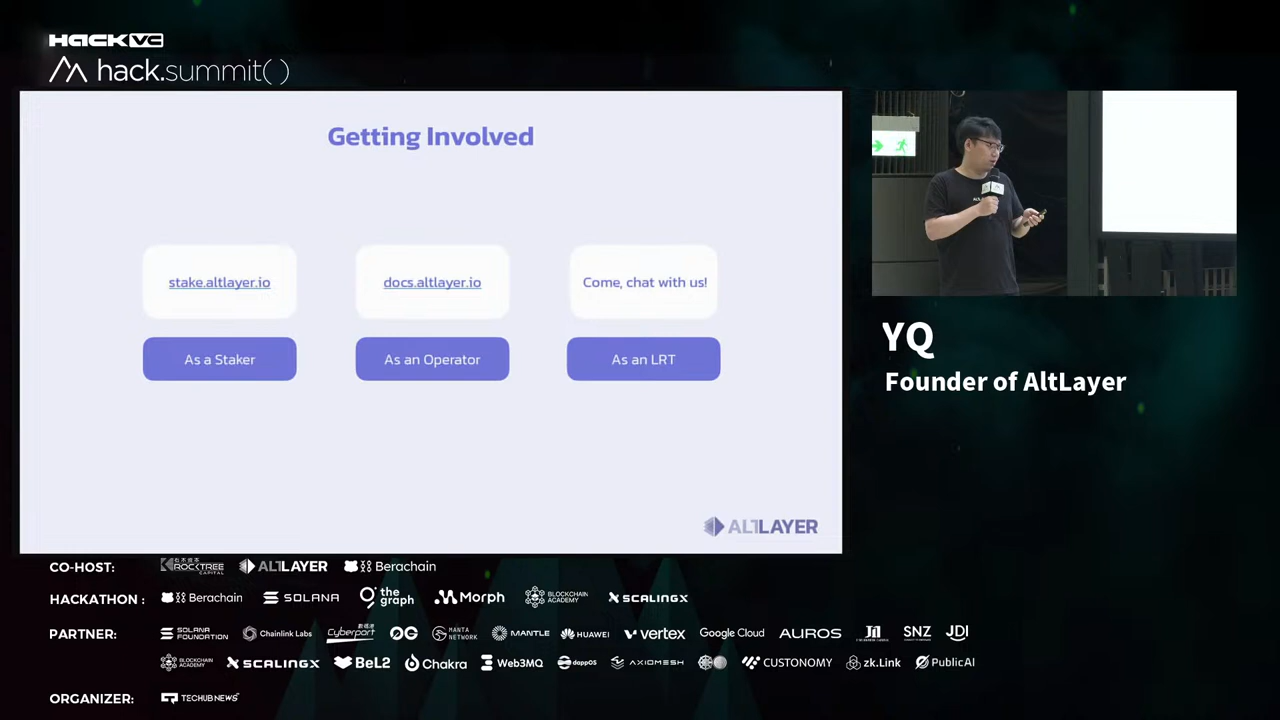 HACK VC
hack.summit()
Getting Involved
stake.altlayer.io
docs.altlayer.io
Come, chat with us!
As a Staker
As an Operator
As an LRT
ALTLAYER
YQ
Founder of AltLayer
CO-HOST:
ROCKTREE CAPITAL
ALTLAYER
Berachain
HACKATHON :
Berachain
SOLANA
the graph
Morph
BLOCKCHAIN ACADEMY
SCALINGX
PARTNER:
SOLANA FOUNDATION
Chainlink Labs
Cyberport
0G
MANTA NETWORK
MANTLE
HUAWEI
vertex
Google Cloud
AUROS
SNZ
JDI
BLOCKCHAIN ACADEMY
SCALINGX
BeL2
Chakra
Web3MQ
dappOS
AXIOMESH
CUSTONOMY
zk.Link
PublicAI
ORGANIZER:
TECHUB NEWS